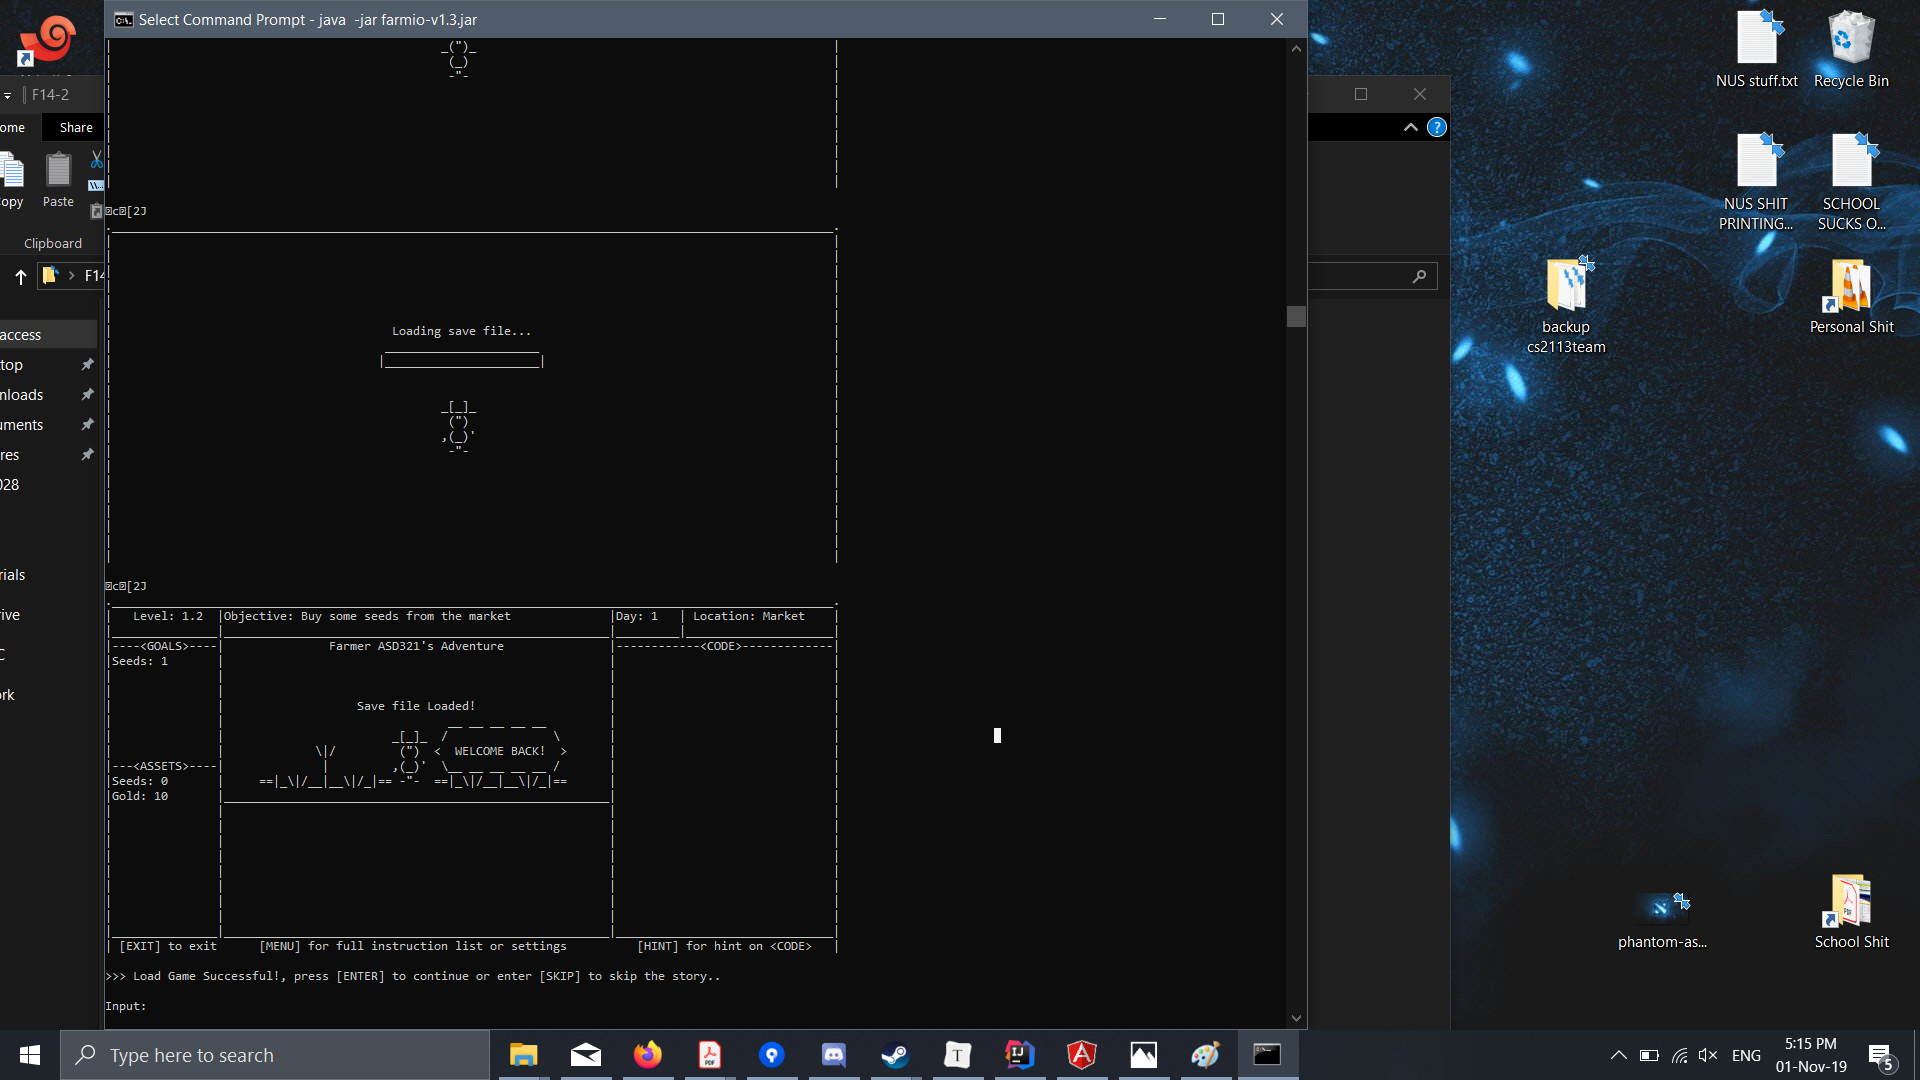 Select Command Prompt - java  -jar farmio-v1.3.jar
F14-2
ome
Share
opy
Paste
Clipboard
F14
access
top
nloads
uments
res
028
rials
rive
C
ork
c [2J
Loading save file...
c [2J
Level: 1.2
Objective: Buy some seeds from the market
Day: 1
Location: Market
----<GOALS>----
Farmer ASD321's Adventure
------------<CODE>-------------
Seeds: 1
Save file Loaded!
< WELCOME BACK! >
---<ASSETS>----
Seeds: 0
Gold: 10
[EXIT] to exit
[MENU] for full instruction list or settings
[HINT] for hint on <CODE>
>>> Load Game Successful!, press [ENTER] to continue or enter [SKIP] to skip the story..
Input:
NUS stuff.txt
Recycle Bin
NUS SHIT PRINTING...
SCHOOL SUCKS O...
backup cs2113team
Personal Shit
phantom-as...
School Shit
Type here to search
ENG
5:15 PM
01-Nov-19
5